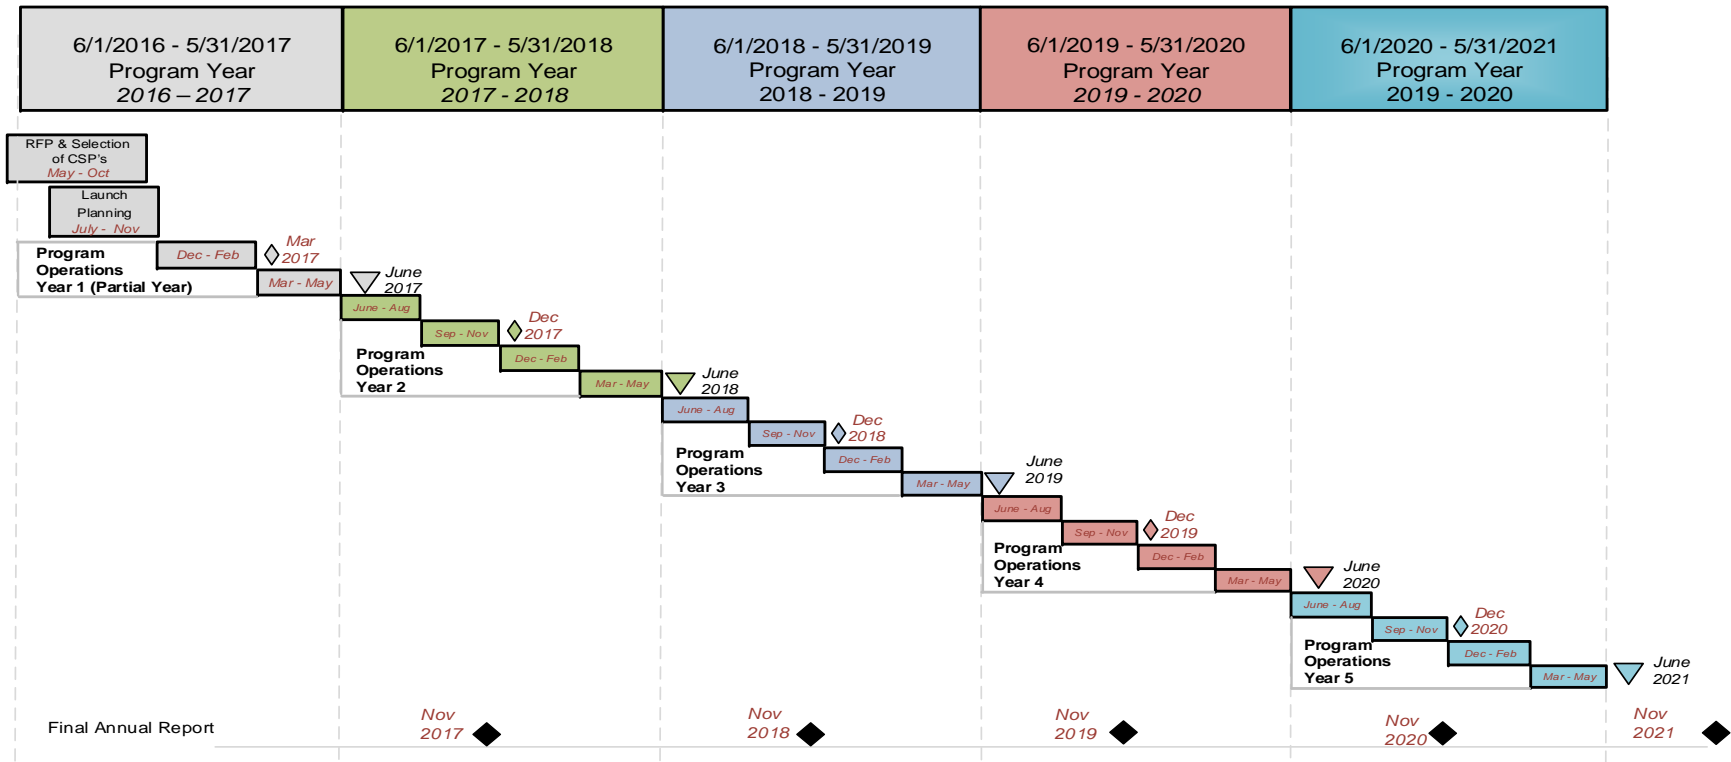 6/1/2016 - 5/31/2017
Program Year
2016 – 2017
6/1/2017 - 5/31/2018
Program Year
2017 - 2018
6/1/2018 - 5/31/2019
Program Year
2018 - 2019
6/1/2019 - 5/31/2020
Program Year
2019 - 2020
6/1/2020 - 5/31/2021
Program Year
2019 - 2020
RFP & Selection
of CSP's
May - Oct
Launch
Planning
July - Nov
Program
Operations
Year 1 (Partial Year)
Dec - Feb
Mar
2017
Mar - May
June
2017
June - Aug
Sep - Nov
Dec
2017
Program
Operations
Year 2
Dec - Feb
Mar - May
June
2018
June - Aug
Sep - Nov
Dec
2018
Program
Operations
Year 3
Dec - Feb
Mar - May
June
2019
June - Aug
Sep - Nov
Dec
2019
Program
Operations
Year 4
Dec - Feb
Mar - May
June
2020
June - Aug
Sep - Nov
Dec
2020
Program
Operations
Year 5
Dec - Feb
Mar - May
June
2021
Final Annual Report
Nov
2017
Nov
2018
Nov
2019
Nov
2020
Nov
2021